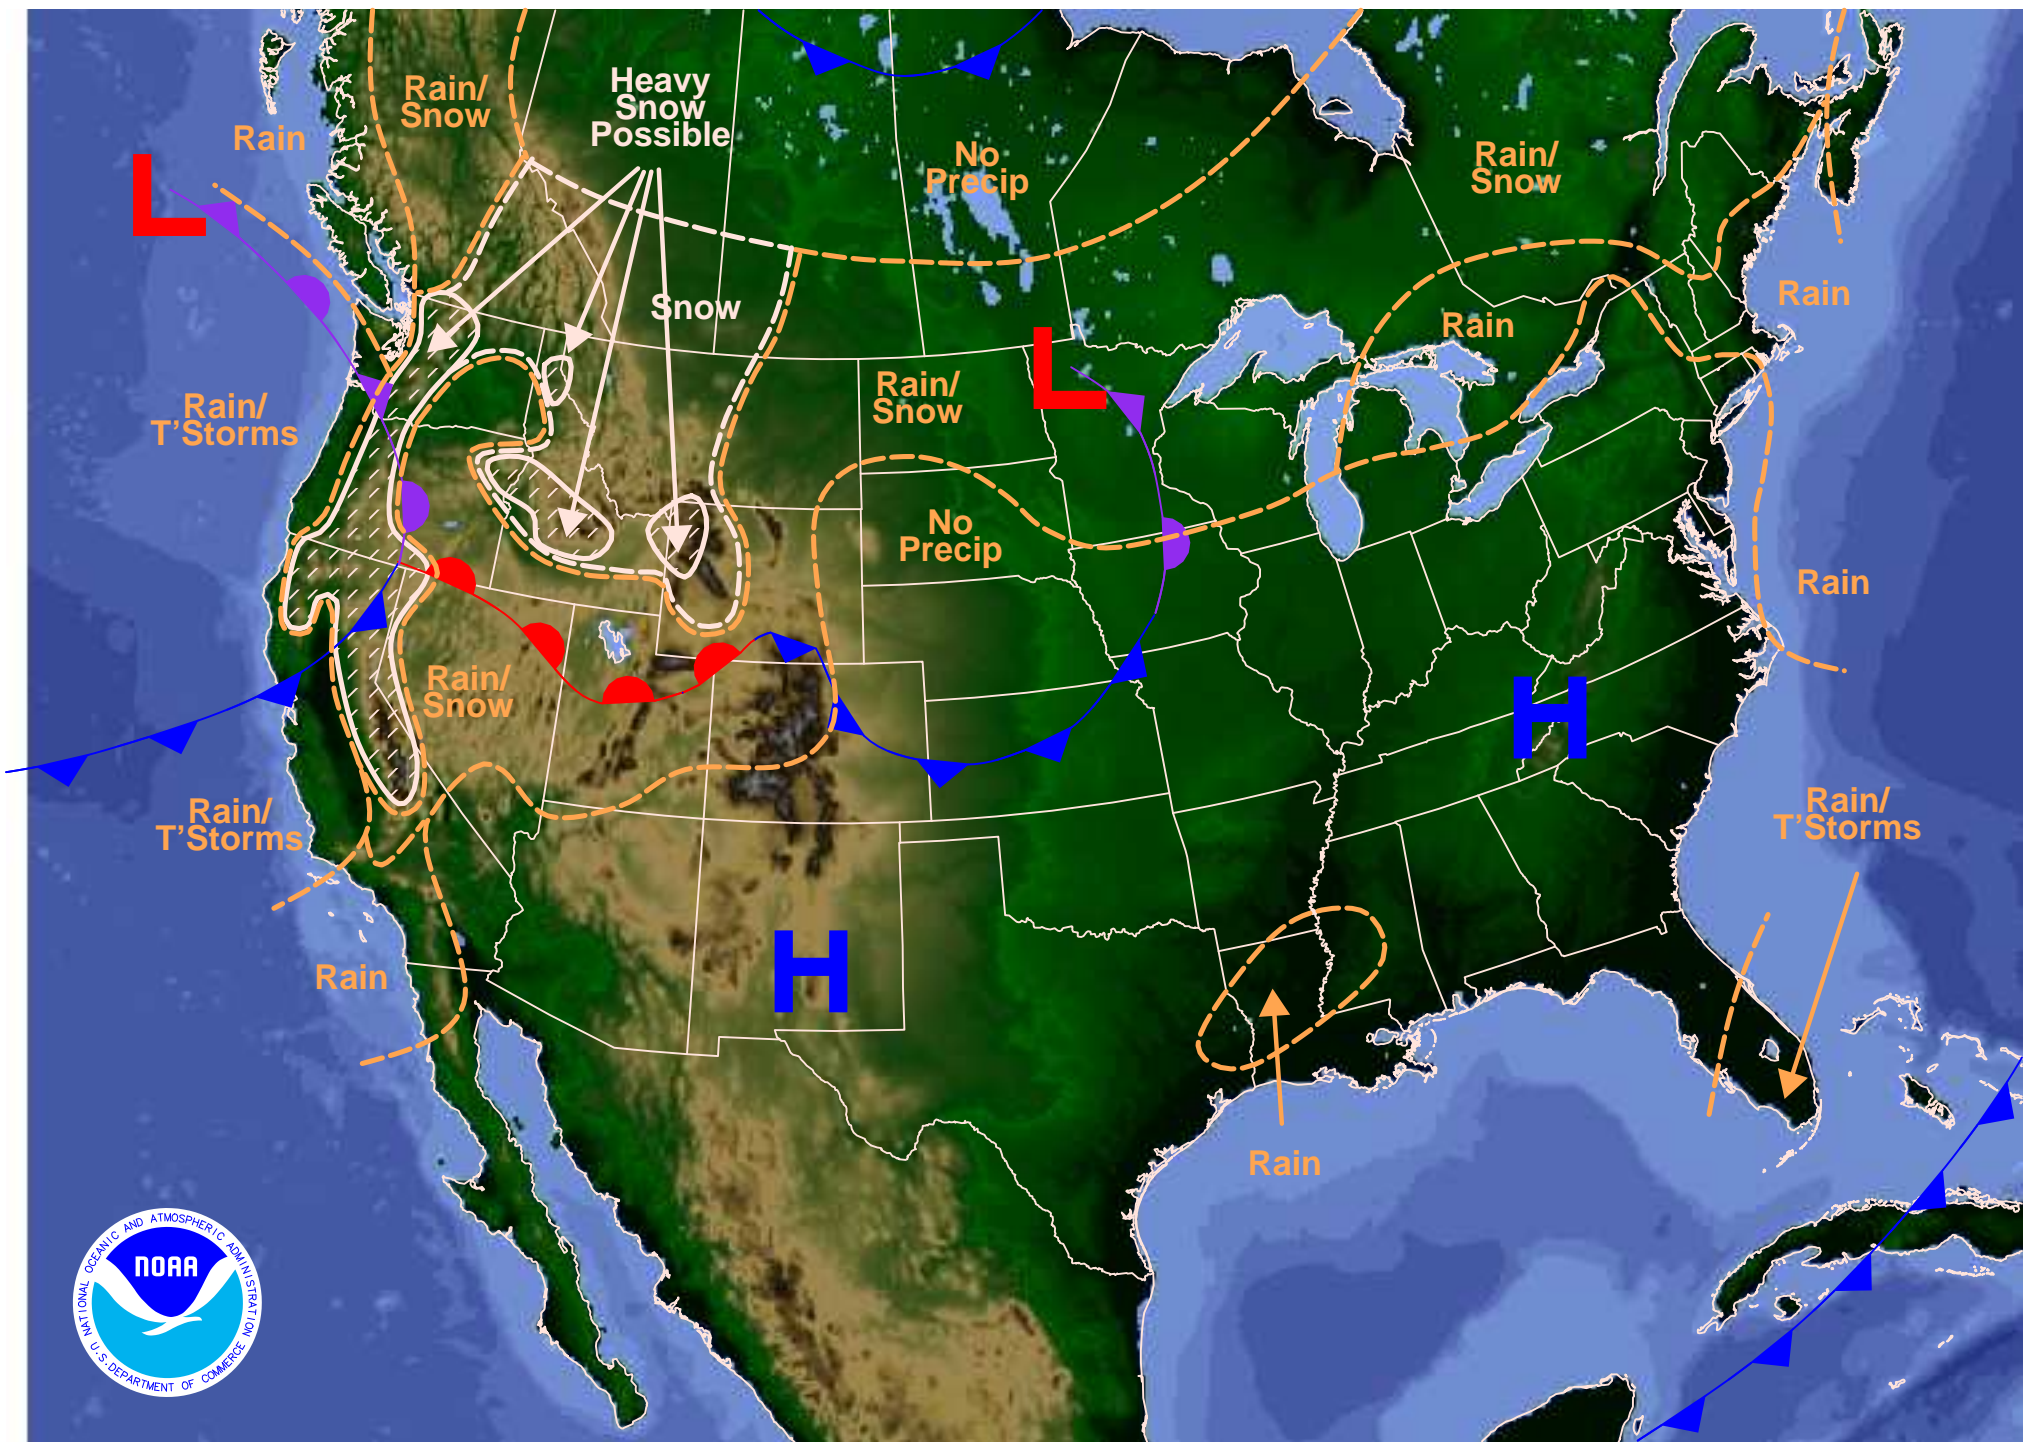 Rain/
Snow
Heavy
Snow
Possible
Rain
No
Precip
Rain/
Snow
L
Snow
Rain
Rain
L
Rain/
T’Storms
Rain/
Snow
No
Precip
Rain
Rain/
Snow
H
Rain/
T’Storms
Rain/
T’Storms
H
Rain
Rain
NATIONAL OCEANIC AND ATMOSPHERIC ADMINISTRATION
NOAA
U.S. DEPARTMENT OF COMMERCE